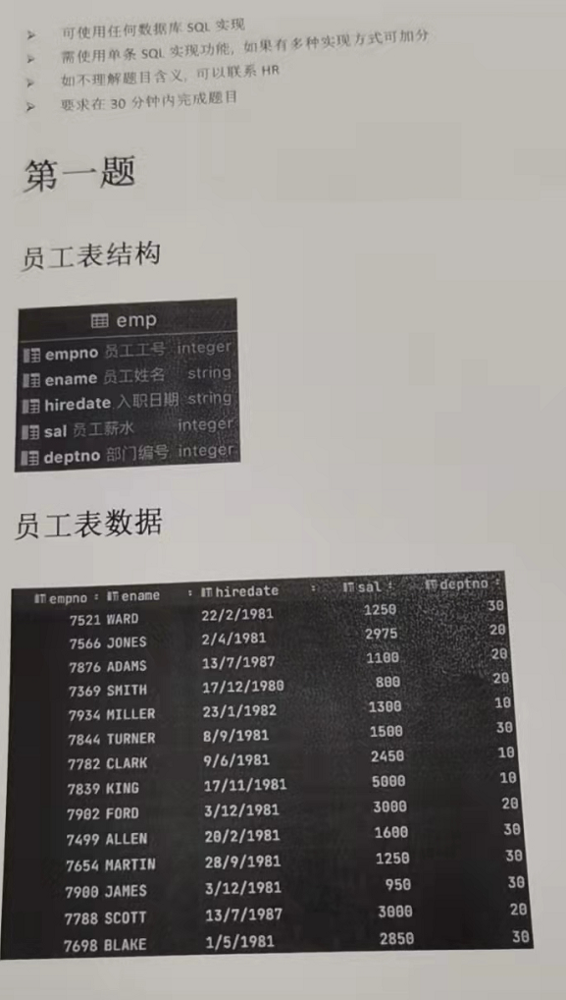 ➢ 可使用任何数据库 SQL 实现
➢ 需使用单条 SQL 实现功能, 如果有多种实现方式可加分
➢ 如不理解题目含义, 可以联系 HR
➢ 要求在 30 分钟内完成题目
第一题
员工表结构
emp
empno 员工工号 integer
ename 员工姓名 string
hiredate 入职日期 string
sal 员工薪水 integer
deptno 部门编号 integer
员工表数据
empno ename hiredate sal deptno
7521 WARD 22/2/1981 1250 30
7566 JONES 2/4/1981 2975 20
7876 ADAMS 13/7/1987 1100 20
7369 SMITH 17/12/1980 800 20
7934 MILLER 23/1/1982 1300 10
7844 TURNER 8/9/1981 1500 30
7782 CLARK 9/6/1981 2450 10
7839 KING 17/11/1981 5000 10
7902 FORD 3/12/1981 3000 20
7499 ALLEN 20/2/1981 1600 30
7654 MARTIN 28/9/1981 1250 30
7900 JAMES 3/12/1981 950 30
7788 SCOTT 13/7/1987 3000 20
7698 BLAKE 1/5/1981 2850 30